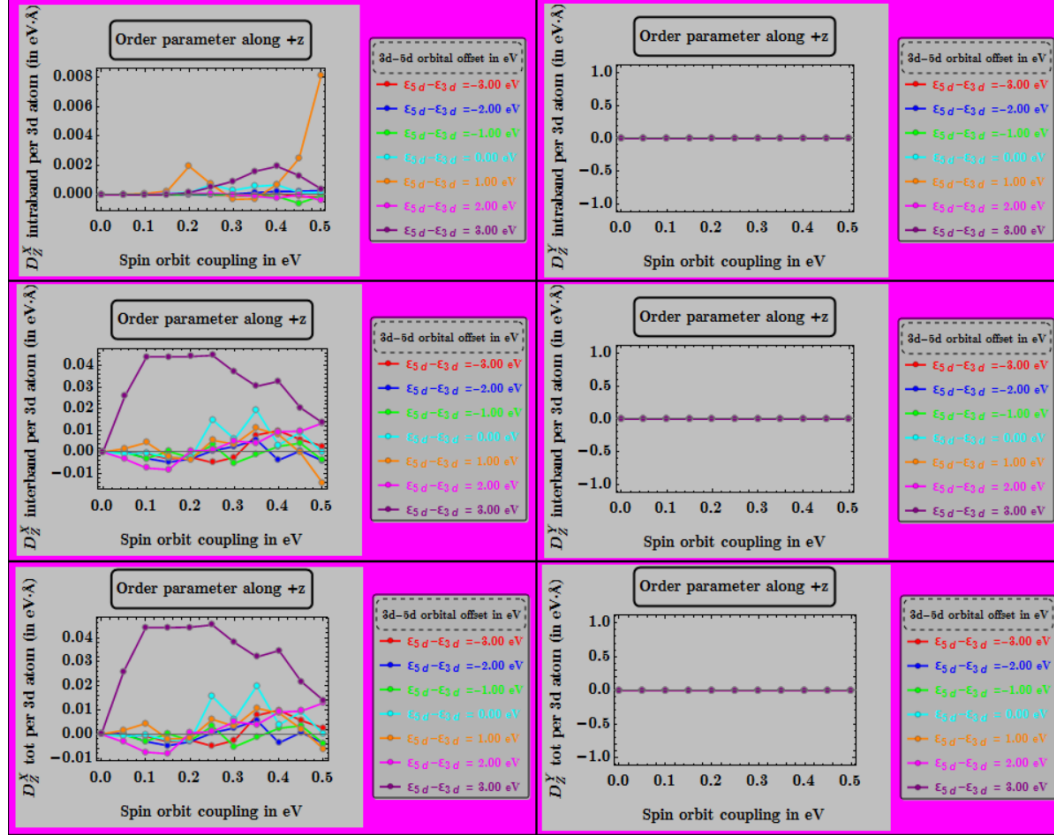 Order parameter along +z
D_Z^X intraband per 3d atom (in eV·Å)
0.008
0.006
0.004
0.002
0.000
0.0 0.1 0.2 0.3 0.4 0.5
Spin orbit coupling in eV
3d-5d orbital offset in eV
ε5d-ε3d =-3.00 eV
ε5d-ε3d =-2.00 eV
ε5d-ε3d =-1.00 eV
ε5d-ε3d = 0.00 eV
ε5d-ε3d = 1.00 eV
ε5d-ε3d = 2.00 eV
ε5d-ε3d = 3.00 eV
Order parameter along +z
D_Z^Y intraband per 3d atom (in eV·Å)
1.0
0.5
0.0
-0.5
-1.0
0.0 0.1 0.2 0.3 0.4 0.5
Spin orbit coupling in eV
3d-5d orbital offset in eV
ε5d-ε3d =-3.00 eV
ε5d-ε3d =-2.00 eV
ε5d-ε3d =-1.00 eV
ε5d-ε3d = 0.00 eV
ε5d-ε3d = 1.00 eV
ε5d-ε3d = 2.00 eV
ε5d-ε3d = 3.00 eV
Order parameter along +z
D_Z^X interband per 3d atom (in eV·Å)
0.04
0.03
0.02
0.01
0.00
-0.01
0.0 0.1 0.2 0.3 0.4 0.5
Spin orbit coupling in eV
3d-5d orbital offset in eV
ε5d-ε3d =-3.00 eV
ε5d-ε3d =-2.00 eV
ε5d-ε3d =-1.00 eV
ε5d-ε3d = 0.00 eV
ε5d-ε3d = 1.00 eV
ε5d-ε3d = 2.00 eV
ε5d-ε3d = 3.00 eV
Order parameter along +z
D_Z^Y interband per 3d atom (in eV·Å)
1.0
0.5
0.0
-0.5
-1.0
0.0 0.1 0.2 0.3 0.4 0.5
Spin orbit coupling in eV
3d-5d orbital offset in eV
ε5d-ε3d =-3.00 eV
ε5d-ε3d =-2.00 eV
ε5d-ε3d =-1.00 eV
ε5d-ε3d = 0.00 eV
ε5d-ε3d = 1.00 eV
ε5d-ε3d = 2.00 eV
ε5d-ε3d = 3.00 eV
Order parameter along +z
D_Z^X tot per 3d atom (in eV·Å)
0.04
0.03
0.02
0.01
0.00
-0.01
0.0 0.1 0.2 0.3 0.4 0.5
Spin orbit coupling in eV
3d-5d orbital offset in eV
ε5d-ε3d =-3.00 eV
ε5d-ε3d =-2.00 eV
ε5d-ε3d =-1.00 eV
ε5d-ε3d = 0.00 eV
ε5d-ε3d = 1.00 eV
ε5d-ε3d = 2.00 eV
ε5d-ε3d = 3.00 eV
Order parameter along +z
D_Z^Y tot per 3d atom (in eV·Å)
1.0
0.5
0.0
-0.5
-1.0
0.0 0.1 0.2 0.3 0.4 0.5
Spin orbit coupling in eV
3d-5d orbital offset in eV
ε5d-ε3d =-3.00 eV
ε5d-ε3d =-2.00 eV
ε5d-ε3d =-1.00 eV
ε5d-ε3d = 0.00 eV
ε5d-ε3d = 1.00 eV
ε5d-ε3d = 2.00 eV
ε5d-ε3d = 3.00 eV